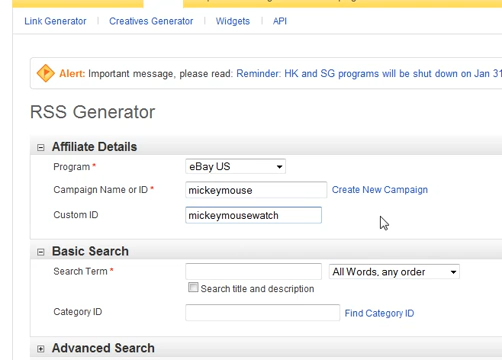 Link Generator | Creatives Generator | Widgets | API
Alert: Important message, please read: Reminder: HK and SG programs will be shut down on Jan 31
RSS Generator
Affiliate Details
Program * eBay US
Campaign Name or ID * mickeymouse Create New Campaign
Custom ID mickeymousewatch
Basic Search
Search Term * All Words, any order
Search title and description
Category ID Find Category ID
Advanced Search